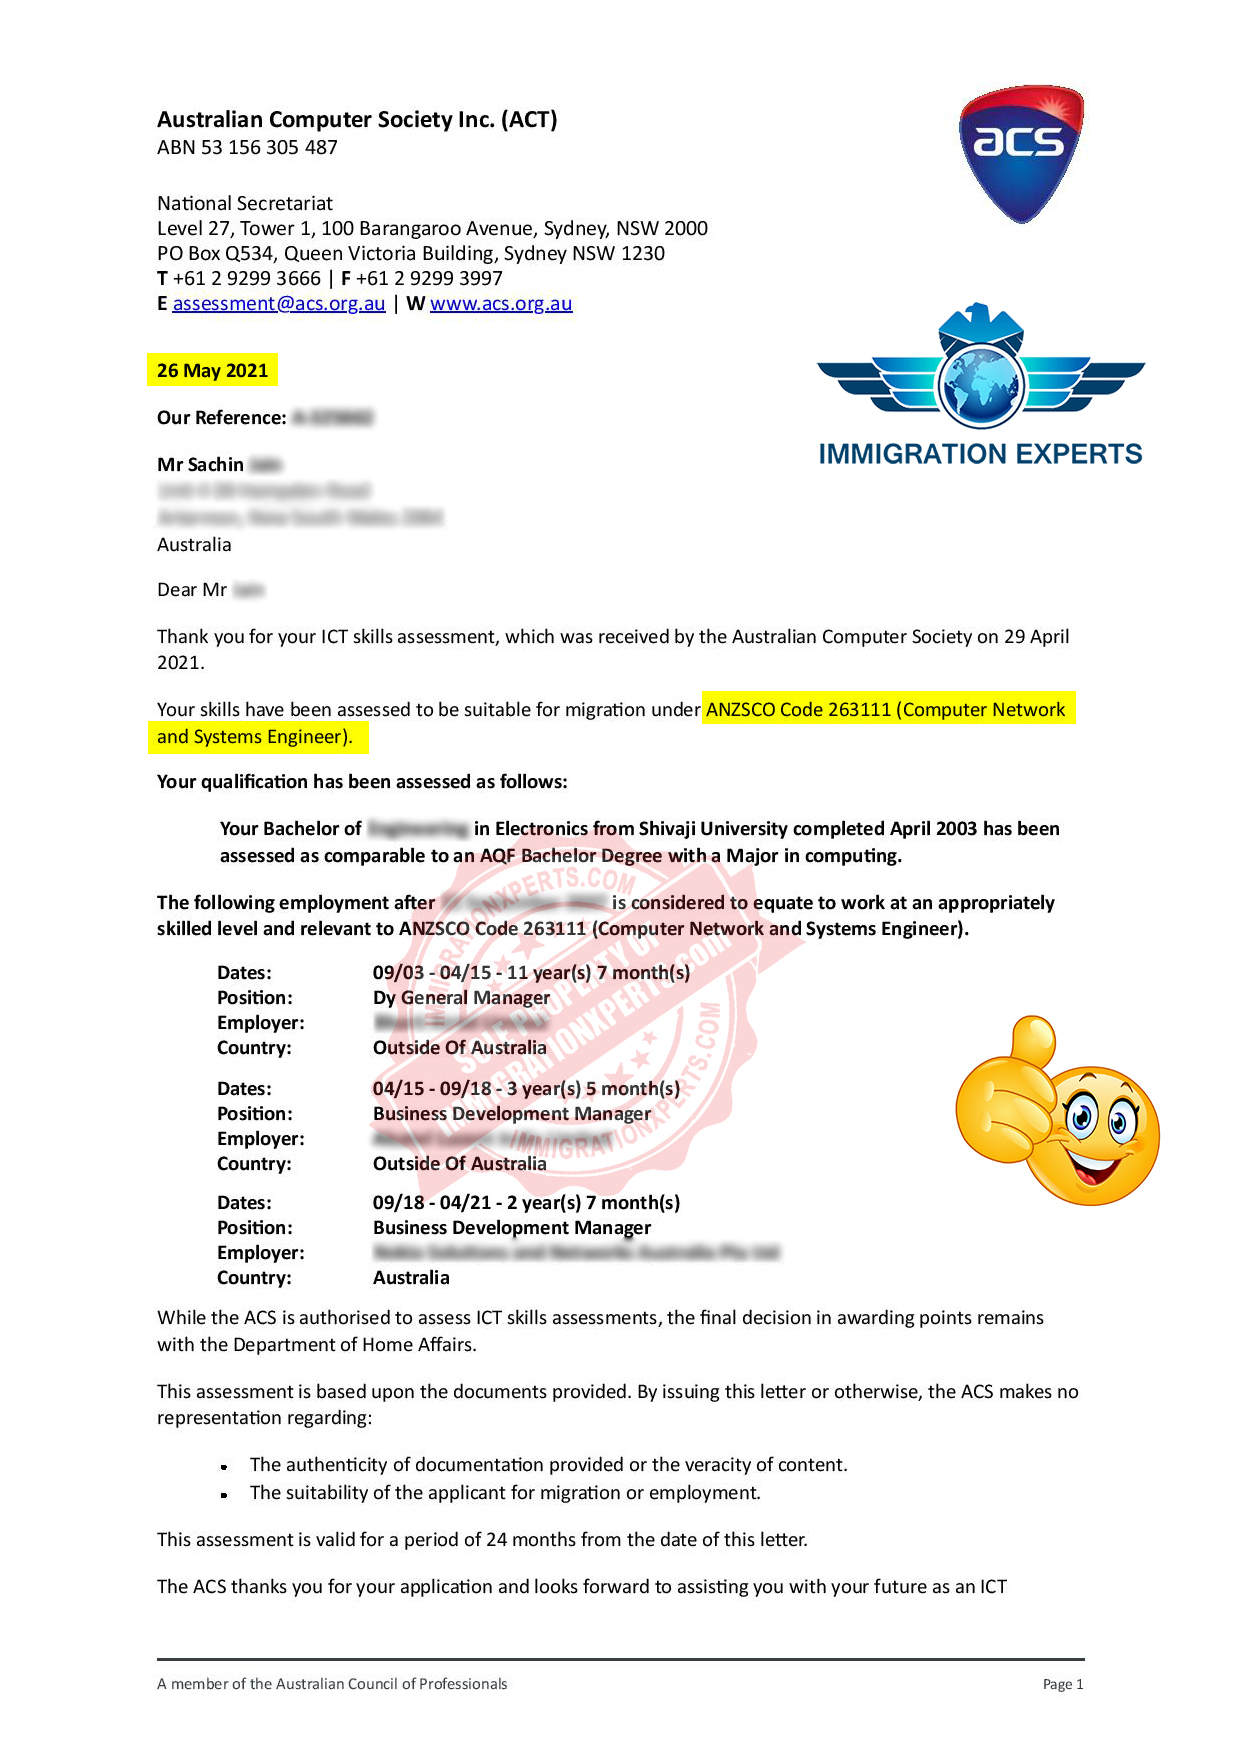 Australian Computer Society Inc. (ACT)
ABN 53 156 305 487
acs
National Secretariat
Level 27, Tower 1, 100 Barangaroo Avenue, Sydney, NSW 2000
PO Box Q534, Queen Victoria Building, Sydney NSW 1230
T +61 2 9299 3666 | F +61 2 9299 3997
E assessment@acs.org.au | W www.acs.org.au
IMMIGRATION EXPERTS
26 May 2021
Our Reference:
Mr Sachin
Australia
Dear Mr
Thank you for your ICT skills assessment, which was received by the Australian Computer Society on 29 April
2021.
Your skills have been assessed to be suitable for migration under ANZSCO Code 263111 (Computer Network
and Systems Engineer).
Your qualification has been assessed as follows:
Your Bachelor of in Electronics from Shivaji University completed April 2003 has been
assessed as comparable to an AQF Bachelor Degree with a Major in computing.
The following employment after is considered to equate to work at an appropriately
skilled level and relevant to ANZSCO Code 263111 (Computer Network and Systems Engineer).
Dates: 09/03 - 04/15 - 11 year(s) 7 month(s)
Position: Dy General Manager
Employer:
Country: Outside Of Australia
Dates: 04/15 - 09/18 - 3 year(s) 5 month(s)
Position: Business Development Manager
Employer:
Country: Outside Of Australia
Dates: 09/18 - 04/21 - 2 year(s) 7 month(s)
Position: Business Development Manager
Employer:
Country: Australia
IMMIGRATIONXPERTS.COM
SOLE PROPERTY OF
IMMIGRATIONXPERTS.com
IMMIGRATIONXPERTS.COM
While the ACS is authorised to assess ICT skills assessments, the final decision in awarding points remains
with the Department of Home Affairs.
This assessment is based upon the documents provided. By issuing this letter or otherwise, the ACS makes no
representation regarding:
The authenticity of documentation provided or the veracity of content.
The suitability of the applicant for migration or employment.
This assessment is valid for a period of 24 months from the date of this letter.
The ACS thanks you for your application and looks forward to assisting you with your future as an ICT
A member of the Australian Council of Professionals
Page 1